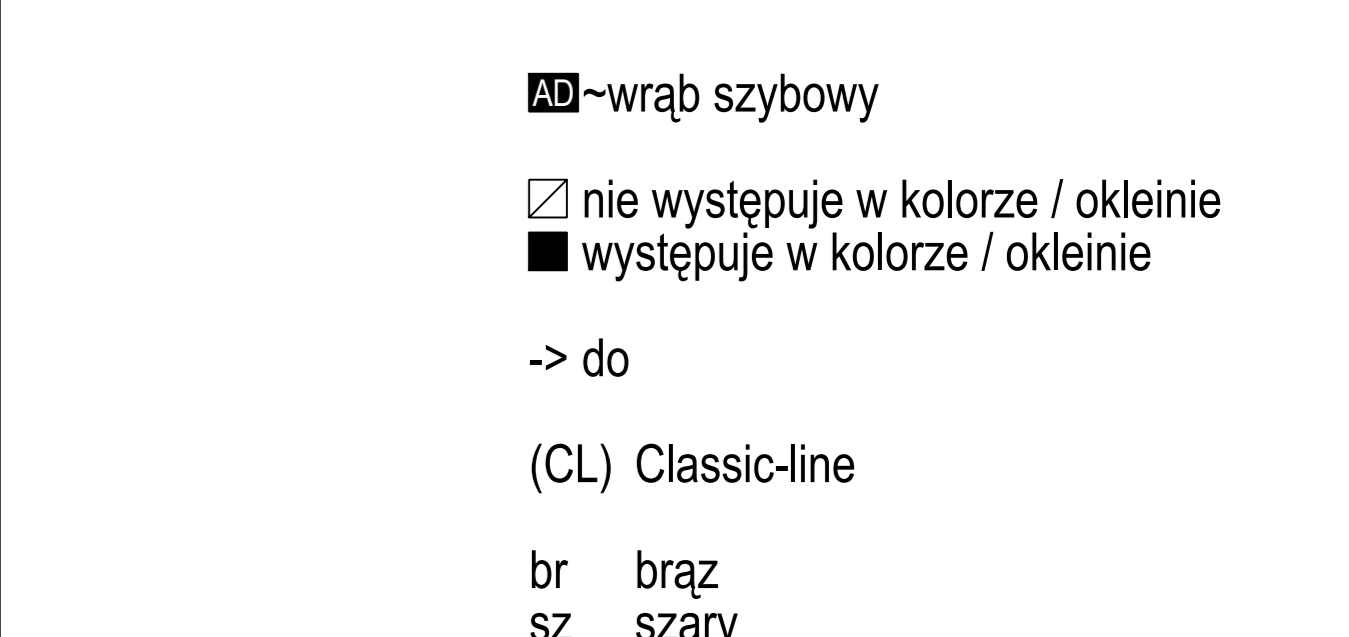 AD~wrąb szybowy
nie występuje w kolorze / okleinie
występuje w kolorze / okleinie
-> do
(CL) Classic-line
br brąz
sz szary